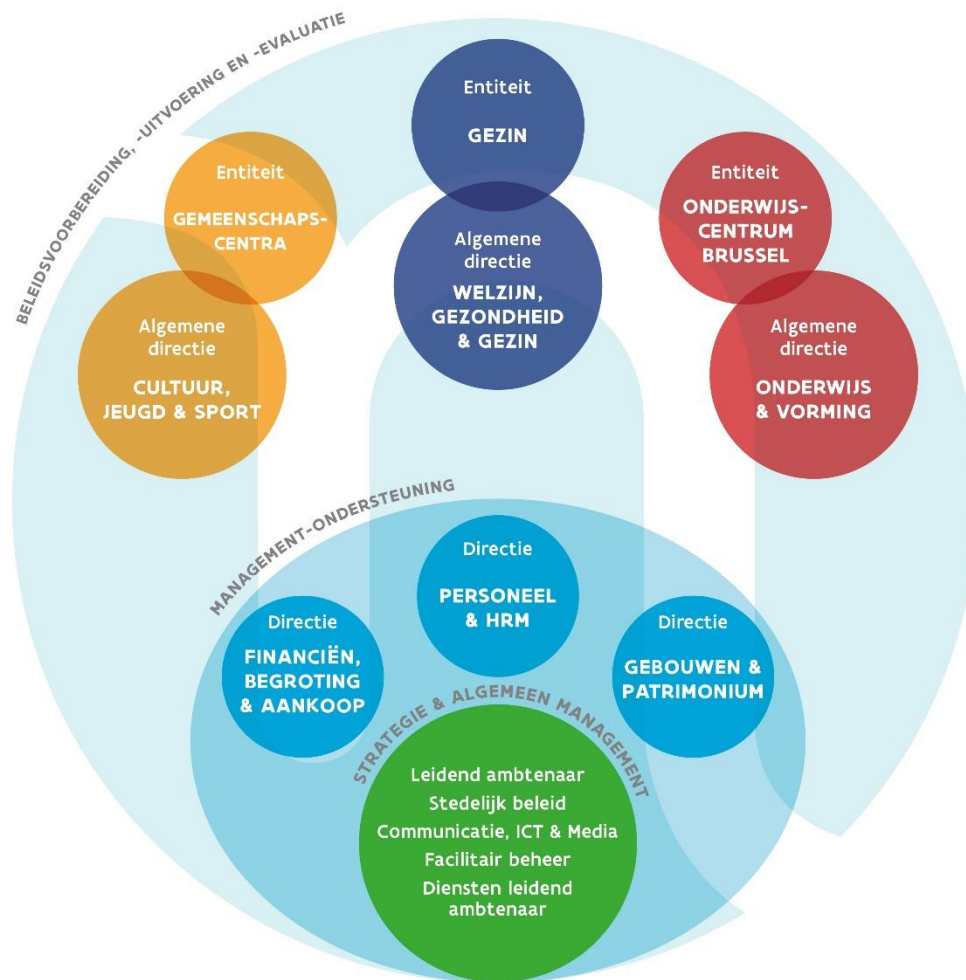 BELEIDSVOORBEREIDING, -UITVOERING EN -EVALUATIE
Entiteit
GEZIN
Entiteit
GEMEENSCHAPS-
CENTRA
Entiteit
ONDERWIJS-
CENTRUM
BRUSSEL
Algemene
directie
WELZIJN,
GEZONDHEID
& GEZIN
Algemene
directie
CULTUUR,
JEUGD & SPORT
Algemene
directie
ONDERWIJS
& VORMING
MANAGEMENT-ONDERSTEUNING
Directie
PERSONEEL
& HRM
Directie
FINANCIËN,
BEGROTING
& AANKOOP
Directie
GEBOUWEN &
PATRIMONIUM
STRATEGIE & ALGEMEEN MANAGEMENT
Leidend ambtenaar
Stedelijk beleid
Communicatie, ICT & Media
Facilitair beheer
Diensten leidend
ambtenaar